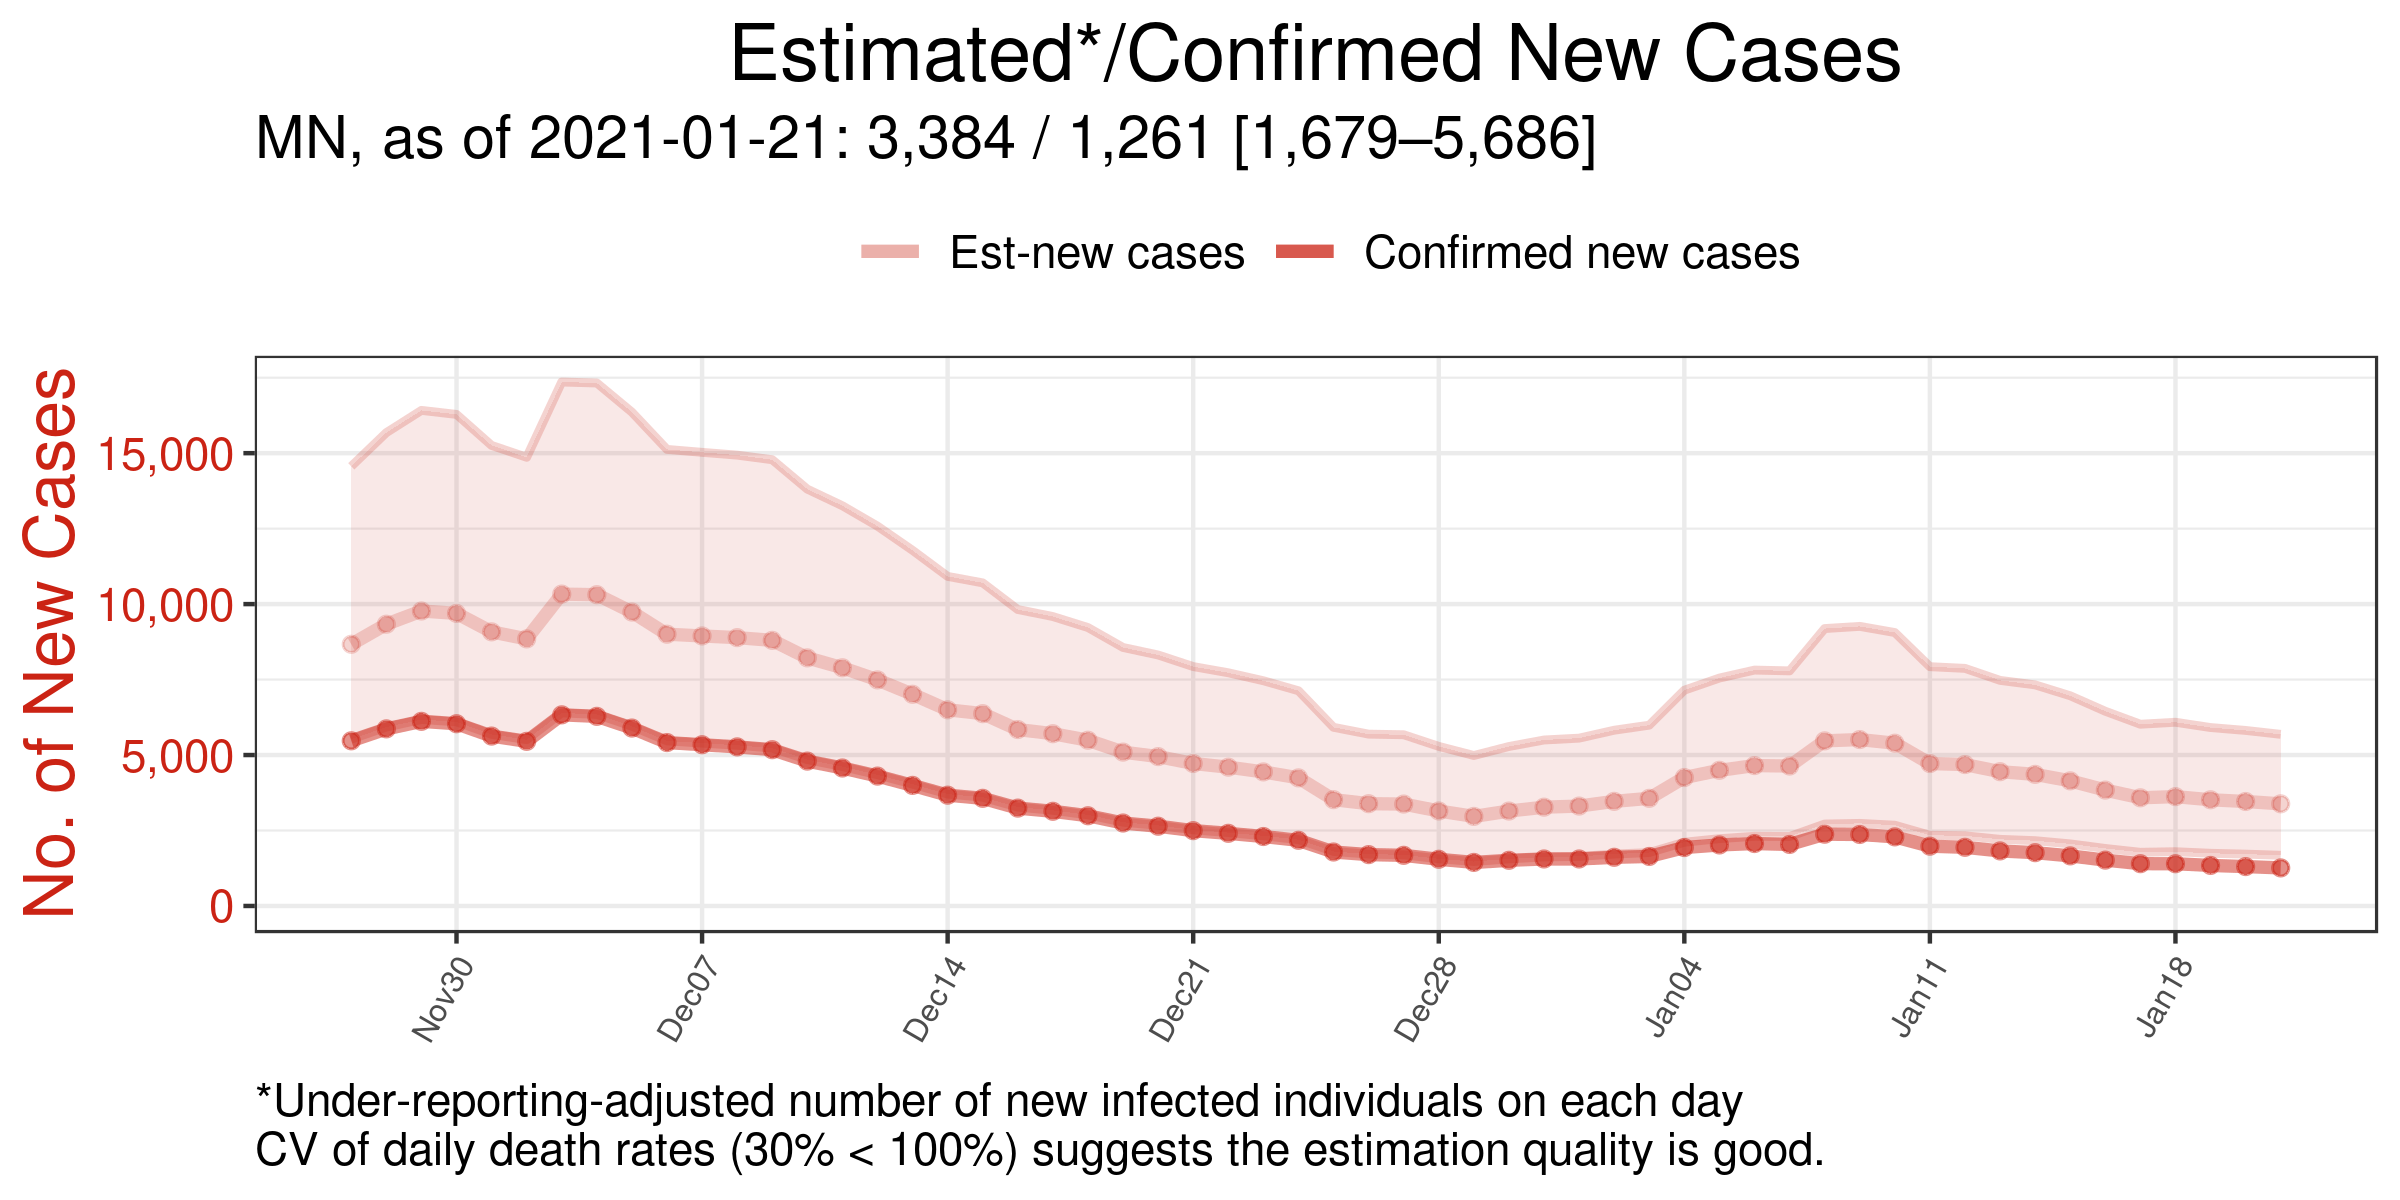 Estimated*/Confirmed New Cases
MN, as of 2021-01-21: 3,384 / 1,261 [1,679–5,686]
Est-new cases
Confirmed new cases
No. of New Cases
15,000
10,000
5,000
0
Nov30
Dec07
Dec14
Dec21
Dec28
Jan04
Jan11
Jan18
*Under-reporting-adjusted number of new infected individuals on each day
CV of daily death rates (30% < 100%) suggests the estimation quality is good.